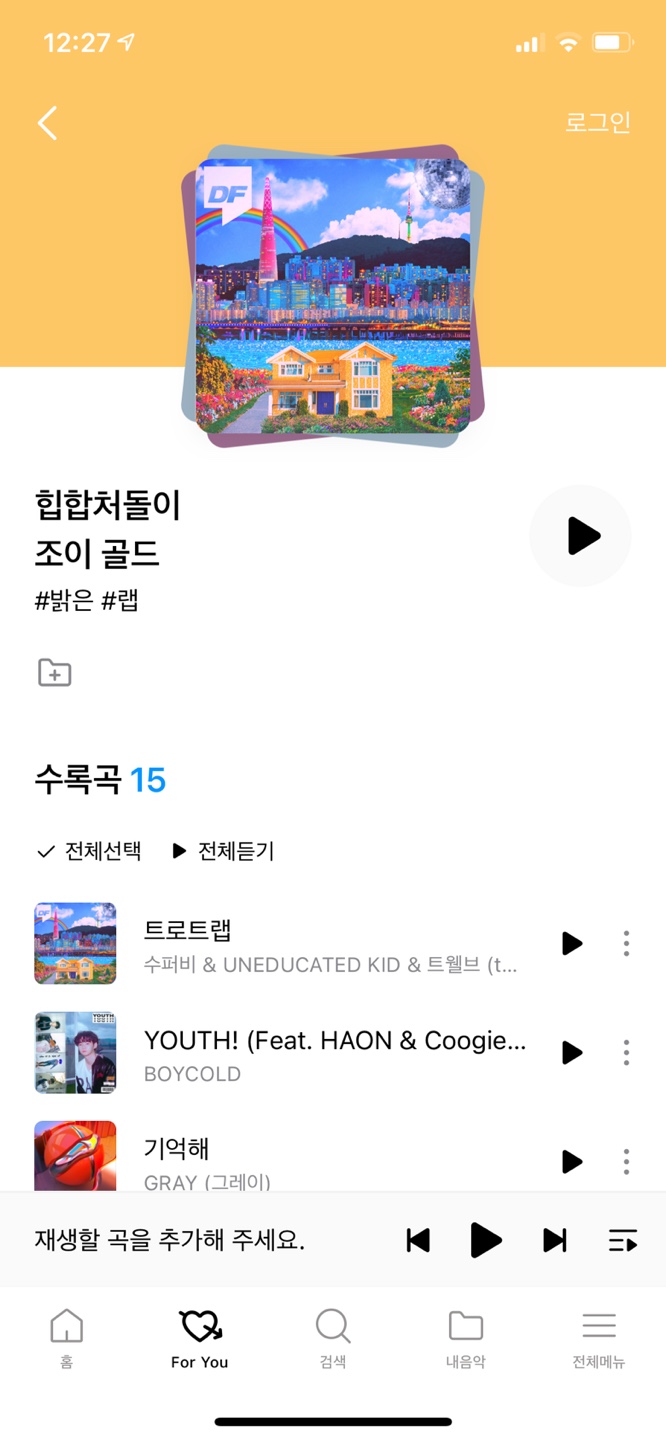 12:27
로그인
DF
힙합처돌이
조이 골드
#밝은 #랩
수록곡 15
전체선택 전체듣기
트로트랩
수퍼비 & UNEDUCATED KID & 트웰브 (t...
YOUTH! (Feat. HAON & Coogie...
BOYCOLD
기억해
GRAY (그레이)
재생할 곡을 추가해 주세요.
홈 For You 검색 내음악 전체메뉴